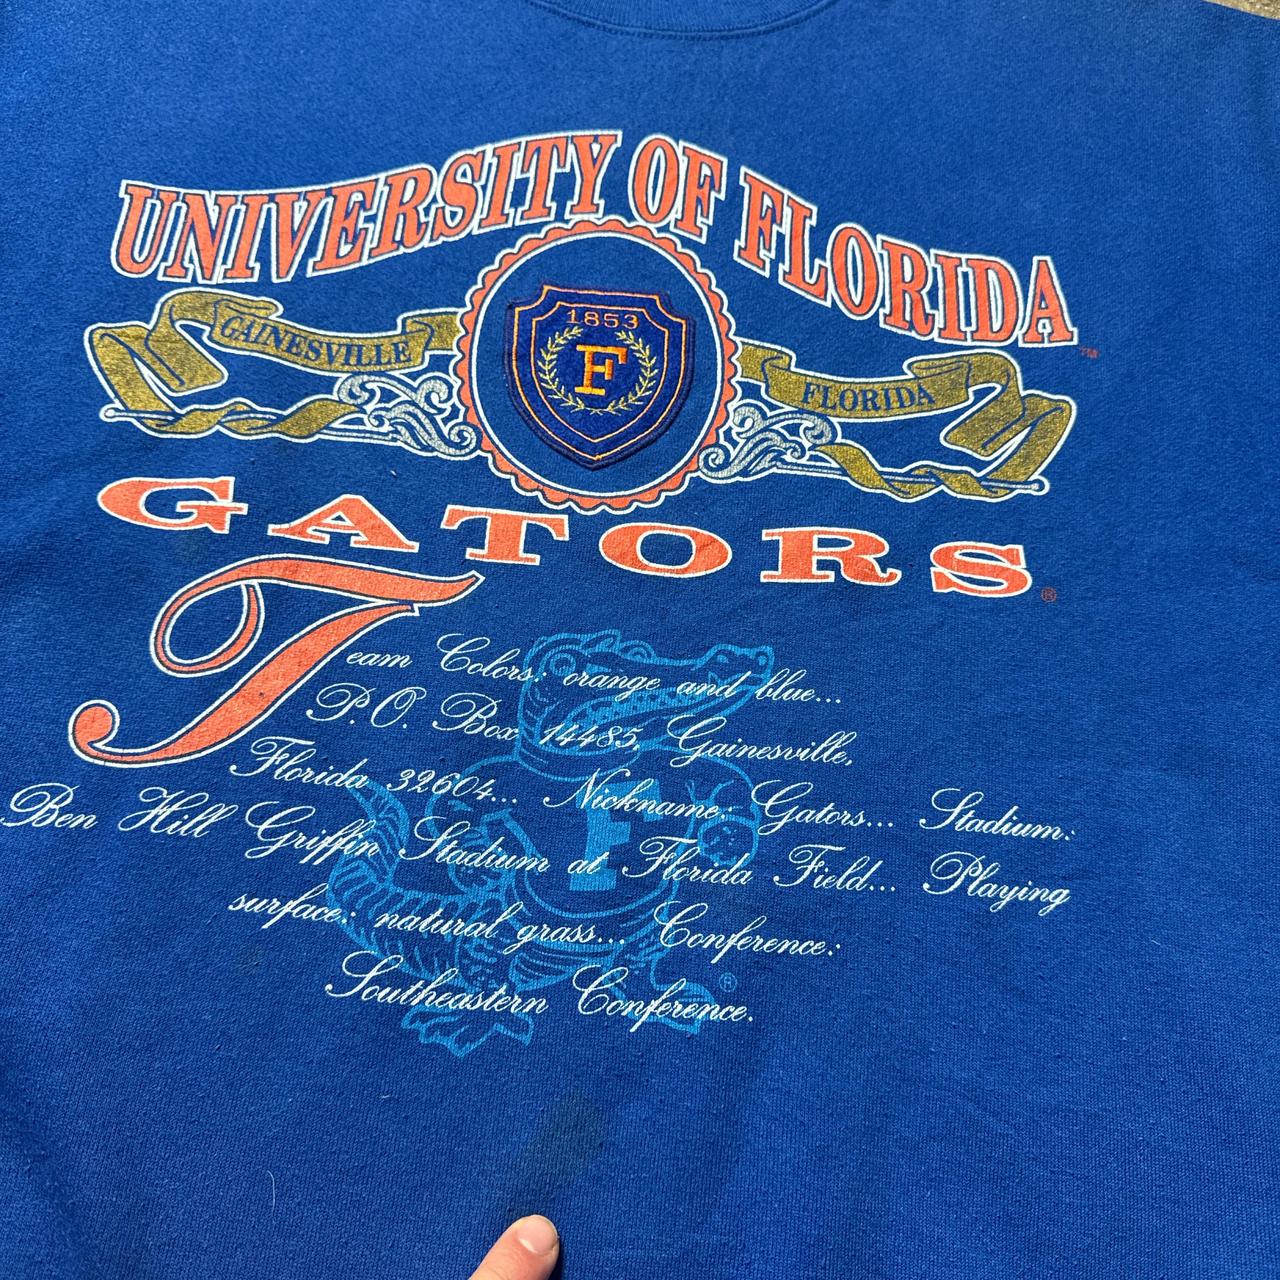 UNIVERSITY OF FLORIDA™
1853
GAINESVILLE
F
FLORIDA
GATORS®
Team Colors: orange and blue...
P.O. Box 14485, Gainesville,
Florida 32604... Nickname: Gators... Stadium:
Ben Hill Griffin Stadium at Florida Field... Playing
surface: natural grass... Conference:
Southeastern Conference.
F
®